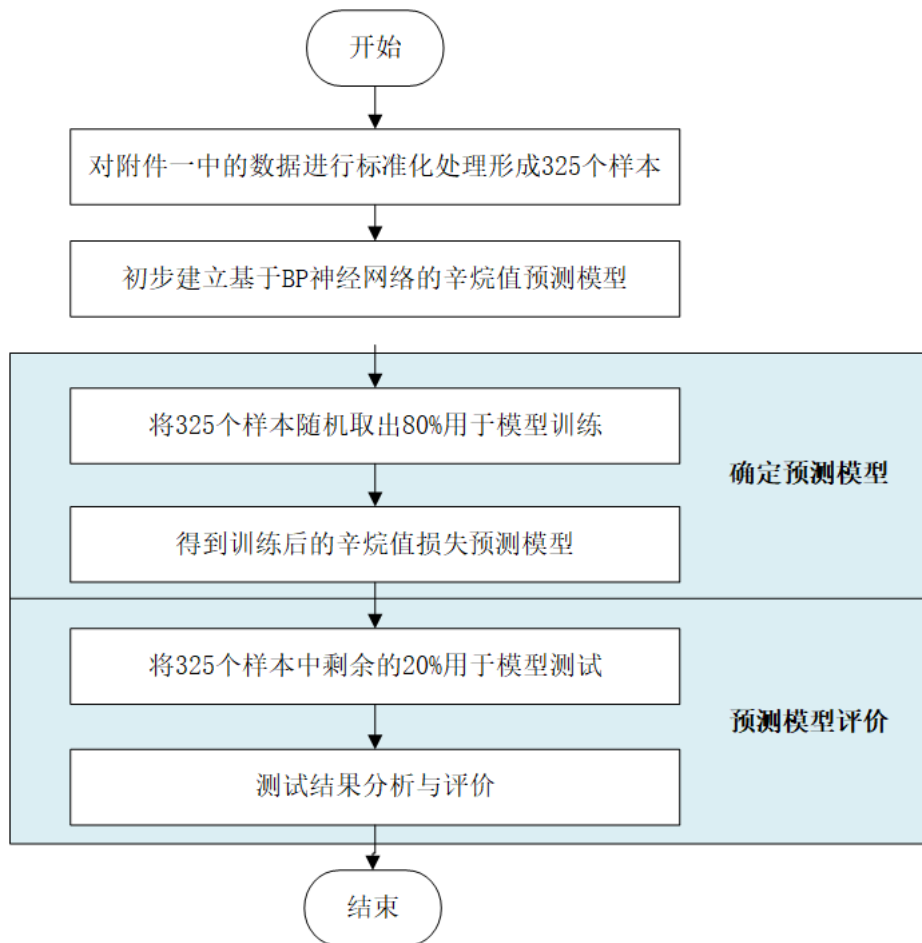 开始
对附件一中的数据进行标准化处理形成325个样本
初步建立基于BP神经网络的辛烷值预测模型
将325个样本随机取出80%用于模型训练
确定预测模型
得到训练后的辛烷值损失预测模型
将325个样本中剩余的20%用于模型测试
预测模型评价
测试结果分析与评价
结束